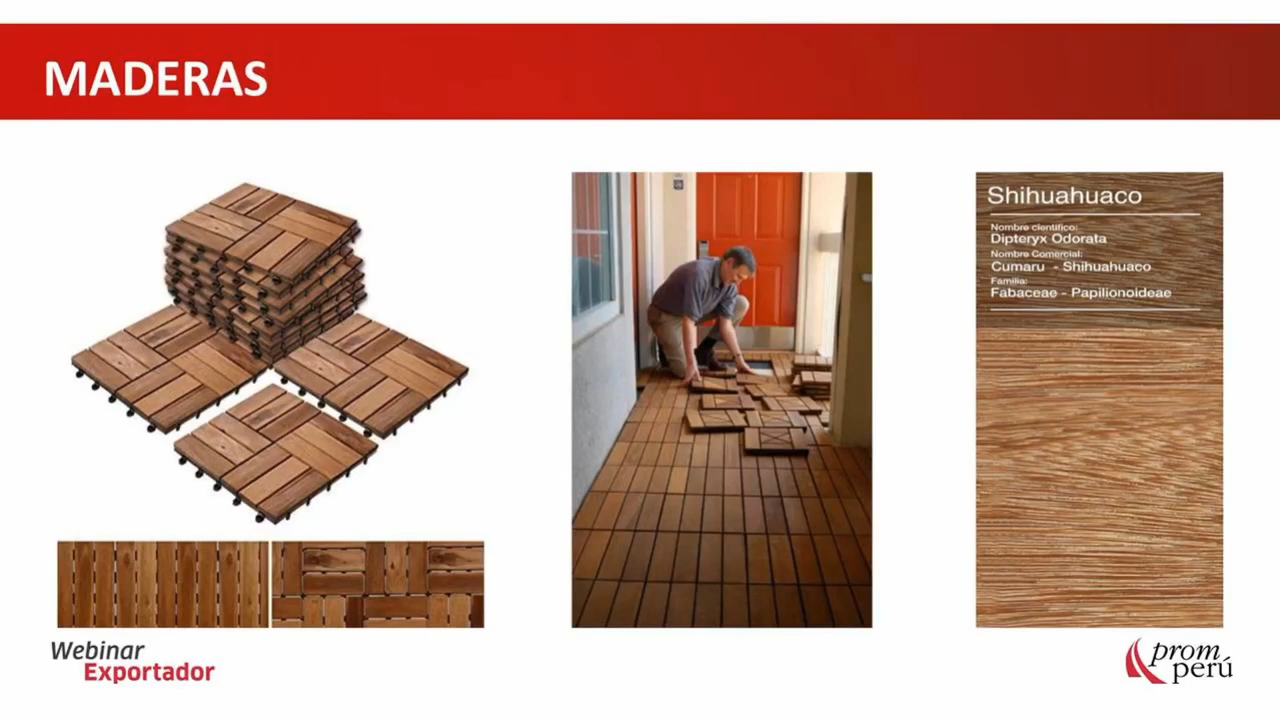 MADERAS
Shihuahuaco
Nombre científico:
Dipteryx Odorata
Nombre Comercial:
Cumaru - Shihuahuaco
Familia:
Fabaceae - Papilionoideae
Webinar
Exportador
prom
perú